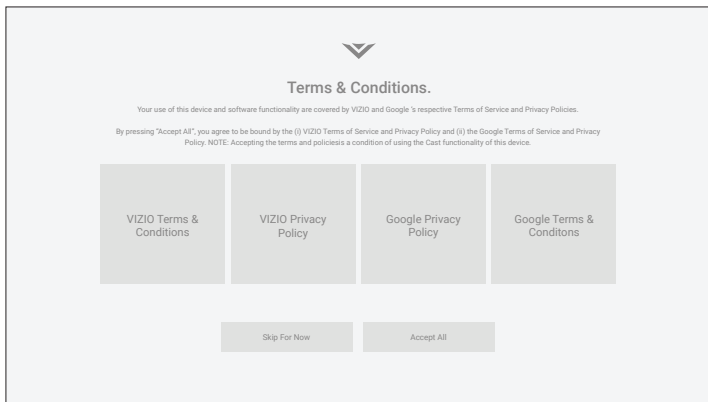 Terms & Conditions.
Your use of this device and software functionality are covered by VIZIO and Google 's respective Terms of Service and Privacy Policies.
By pressing "Accept All", you agree to be bound by the (i) VIZIO Terms of Service and Privacy Policy and (ii) the Google Terms of Service and Privacy
Policy. NOTE: Accepting the terms and policiesis a condition of using the Cast functionality of this device.
VIZIO Terms &
Conditions
VIZIO Privacy
Policy
Google Privacy
Policy
Google Terms &
Conditons
Skip For Now
Accept All